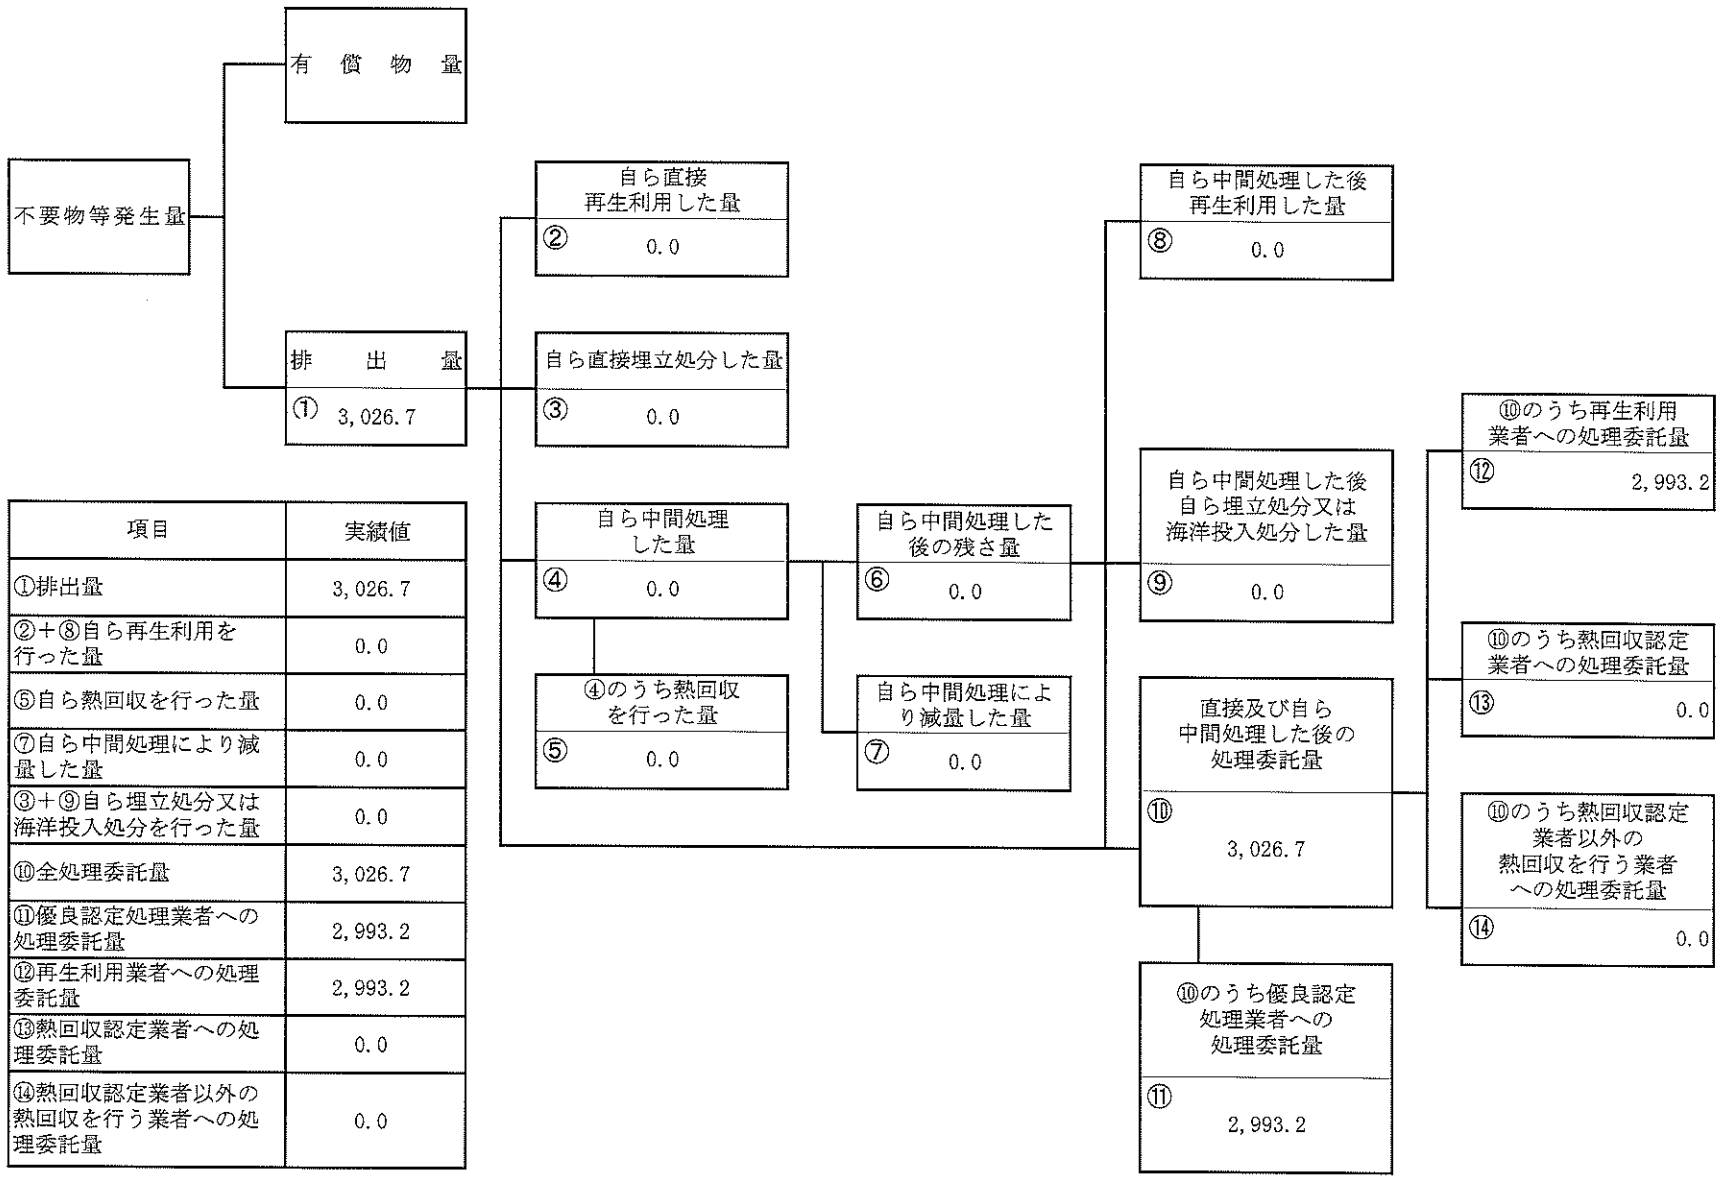 有償物量
不要物等発生量
排出量
① 3,026.7
自ら直接
再生利用した量
② 0.0
自ら直接埋立処分した量
③ 0.0
自ら中間処理
した量
④ 0.0
④のうち熱回収
を行った量
⑤ 0.0
自ら中間処理した
後の残さ量
⑥ 0.0
自ら中間処理によ
り減量した量
⑦ 0.0
自ら中間処理した後
再生利用した量
⑧ 0.0
自ら中間処理した後
自ら埋立処分又は
海洋投入処分した量
⑨ 0.0
直接及び自ら
中間処理した後の
処理委託量
⑩
3,026.7
⑩のうち優良認定
処理業者への
処理委託量
⑪
2,993.2
⑩のうち再生利用
業者への処理委託量
⑫ 2,993.2
⑩のうち熱回収認定
業者への処理委託量
⑬ 0.0
⑩のうち熱回収認定
業者以外の
熱回収を行う業者
への処理委託量
⑭ 0.0
項目 実績値
①排出量 3,026.7
②+⑧自ら再生利用を
行った量 0.0
⑤自ら熱回収を行った量 0.0
⑦自ら中間処理により減
量した量 0.0
③+⑨自ら埋立処分又は
海洋投入処分を行った量 0.0
⑩全処理委託量 3,026.7
⑪優良認定処理業者への
処理委託量 2,993.2
⑫再生利用業者への処理
委託量 2,993.2
⑬熱回収認定業者への処
理委託量 0.0
⑭熱回収認定業者以外の
熱回収を行う業者への処
理委託量 0.0